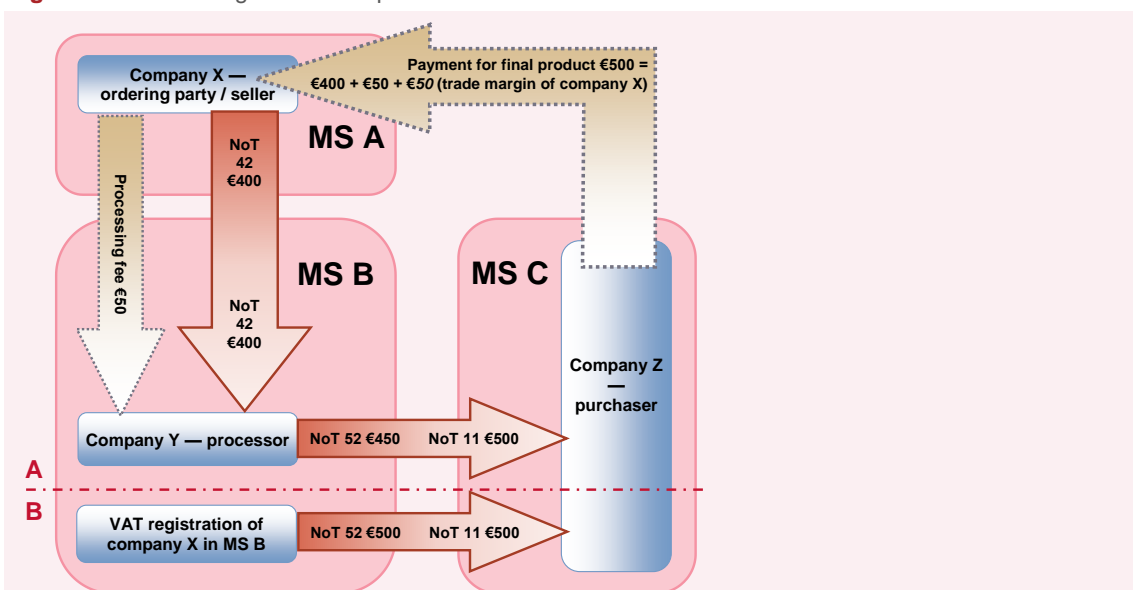 Company X —
ordering party / seller
Payment for final product €500 =
€400 + €50 + €50 (trade margin of company X)
MS A
NoT
42
€400
Processing fee €50
MS B
MS C
NoT
42
€400
Company Z
—
purchaser
Company Y — processor
NoT 52 €450
NoT 11 €500
A
B
VAT registration of
company X in MS B
NoT 52 €500
NoT 11 €500